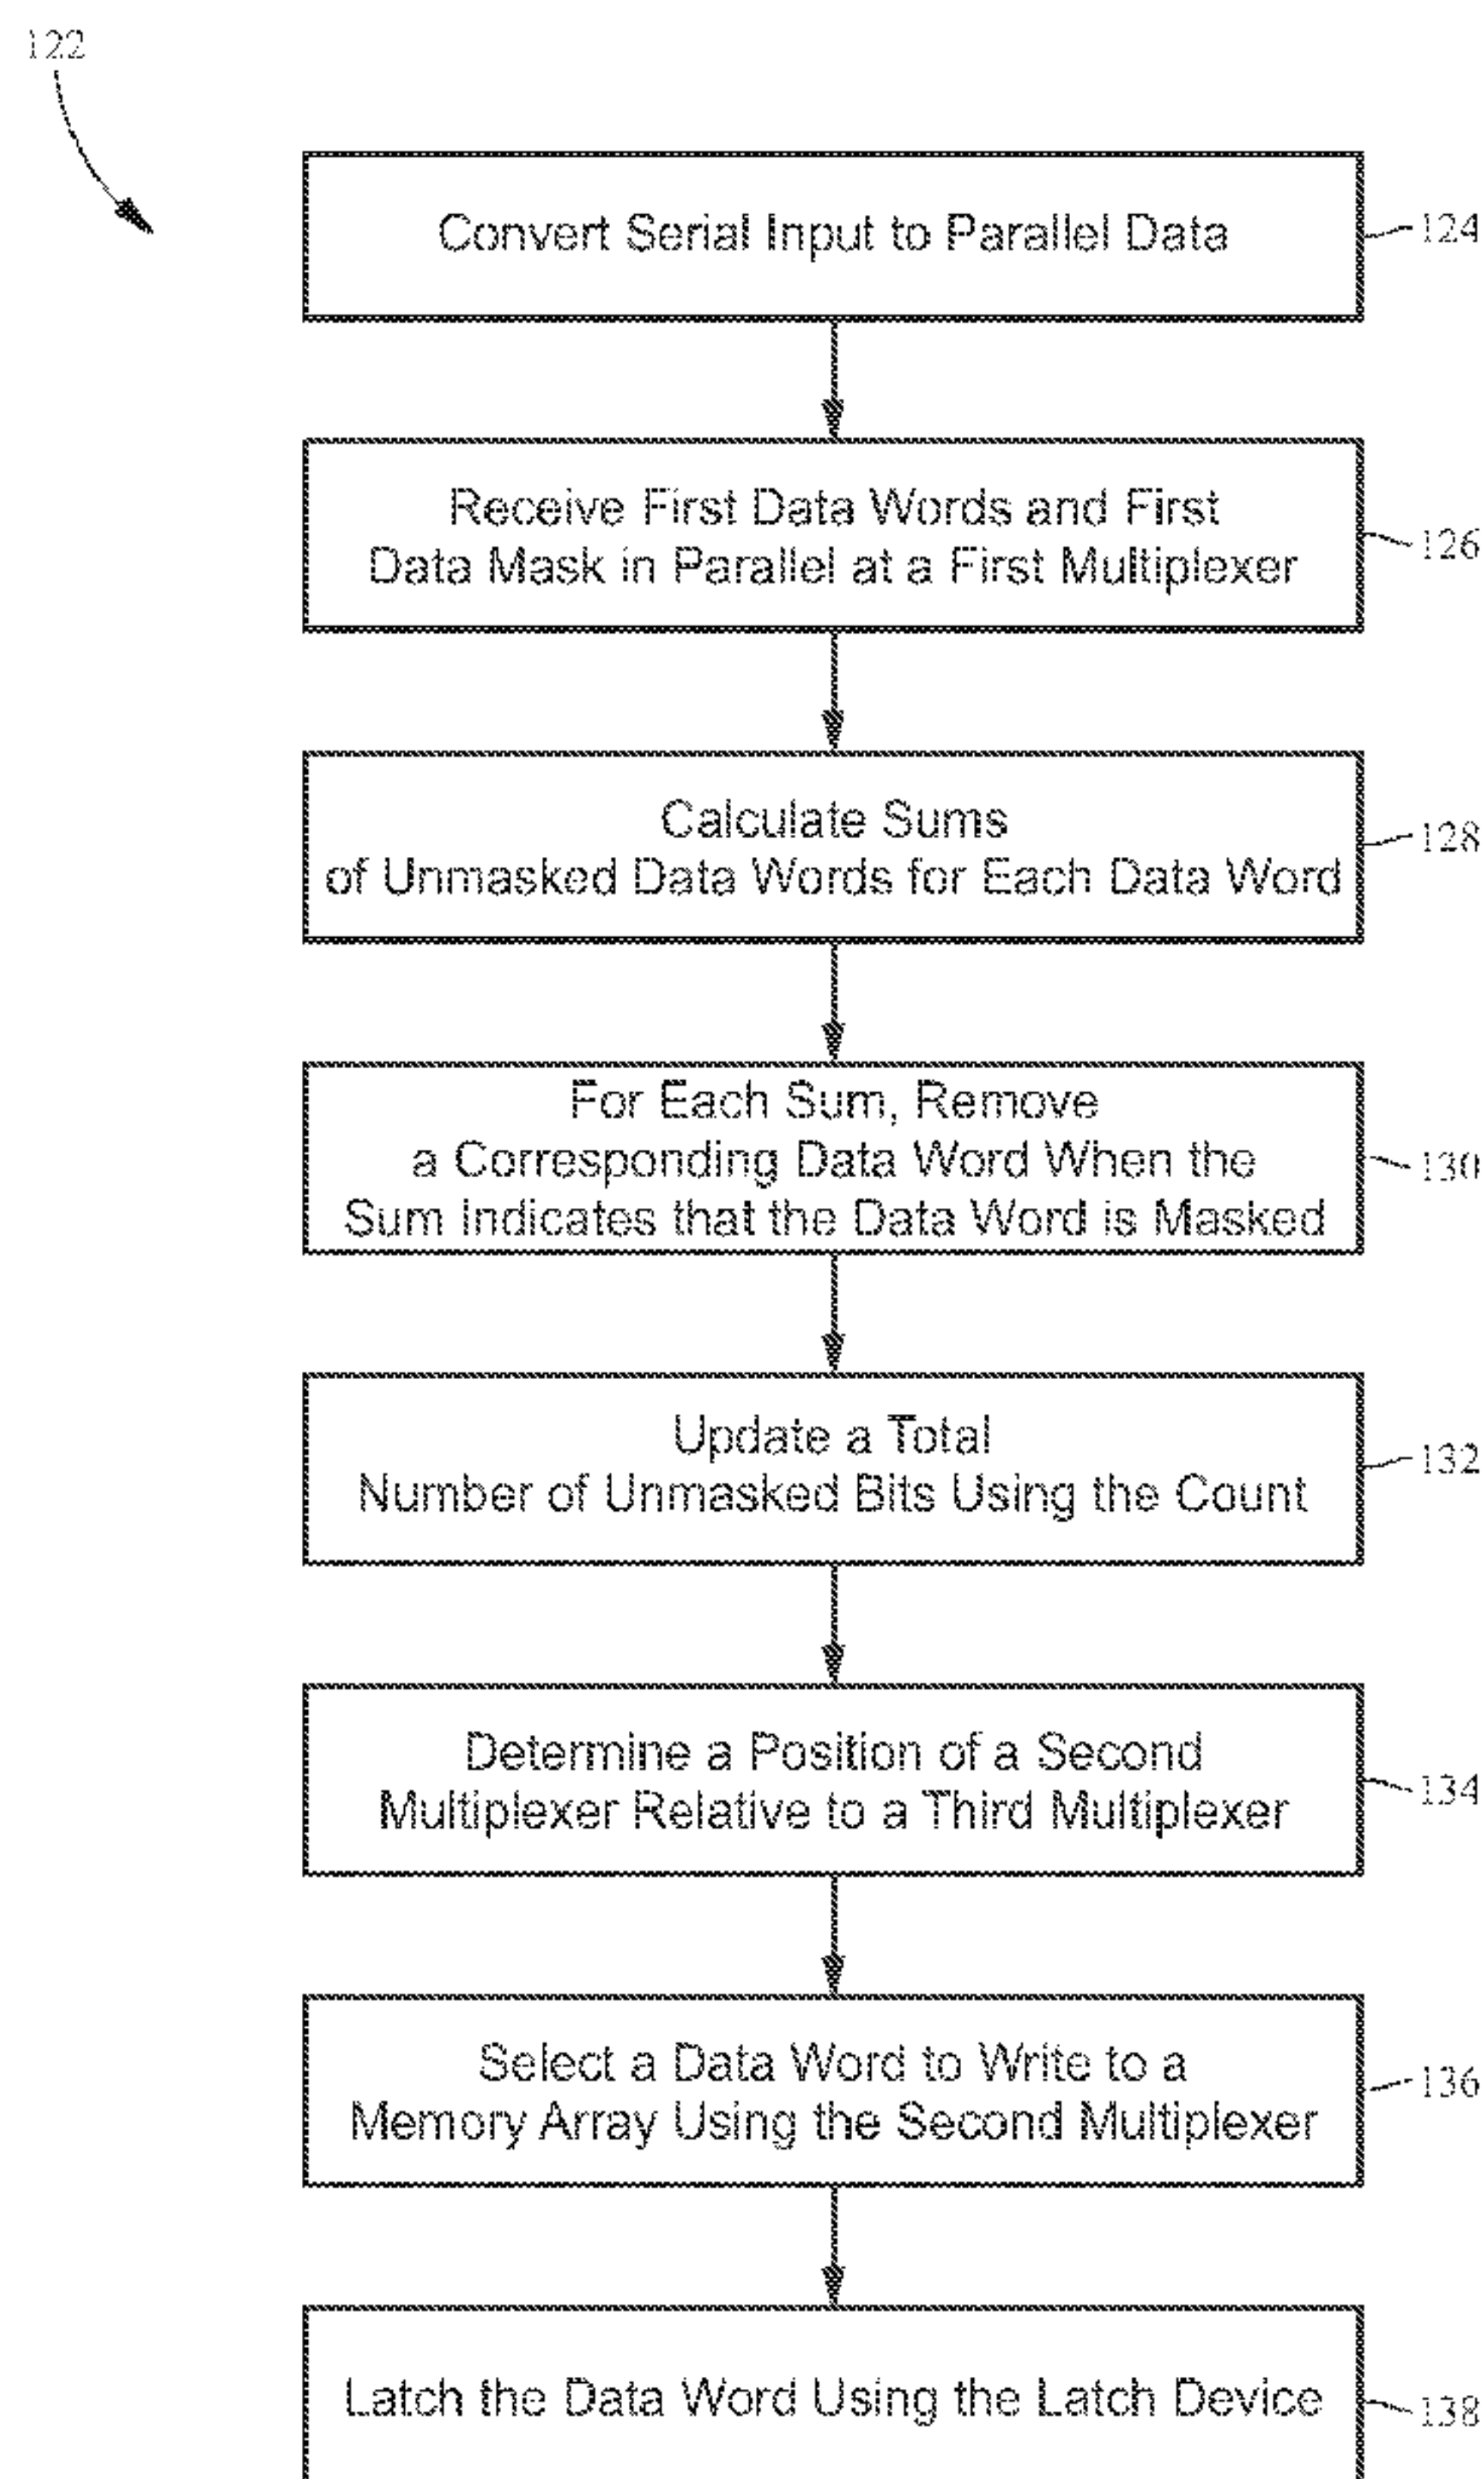 122
Convert Serial Input to Parallel Data
124
Receive First Data Words and First
Data Mask in Parallel at a First Multiplexer
126
Calculate Sums
of Unmasked Data Words for Each Data Word
128
For Each Sum, Remove
a Corresponding Data Word When the
Sum Indicates that the Data Word is Masked
130
Update a Total
Number of Unmasked Bits Using the Count
132
Determine a Position of a Second
Multiplexer Relative to a Third Multiplexer
134
Select a Data Word to Write to a
Memory Array Using the Second Multiplexer
136
Latch the Data Word Using the Latch Device
138